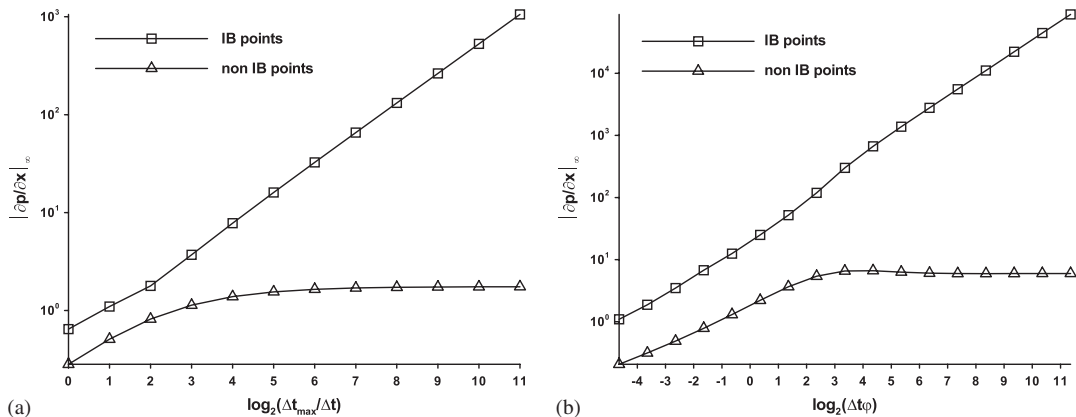 10³
10²
10¹
10⁰
|∂p/∂x|∞
IB points
non IB points
0 1 2 3 4 5 6 7 8 9 10 11
log₂(Δtmax/Δt)
(a)
10⁴
10³
10²
10¹
10⁰
|∂p/∂x|∞
IB points
non IB points
-4 -3 -2 -1 0 1 2 3 4 5 6 7 8 9 10 11
log₂(Δtφ)
(b)